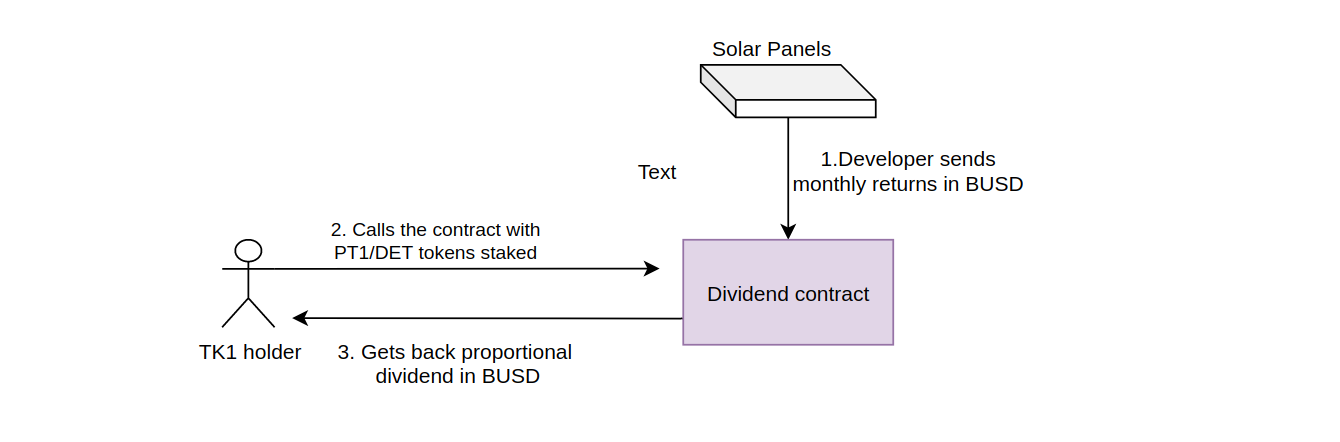 Solar Panels
1.Developer sends
monthly returns in BUSD
Text
2. Calls the contract with
PT1/DET tokens staked
Dividend contract
TK1 holder
3. Gets back proportional
dividend in BUSD